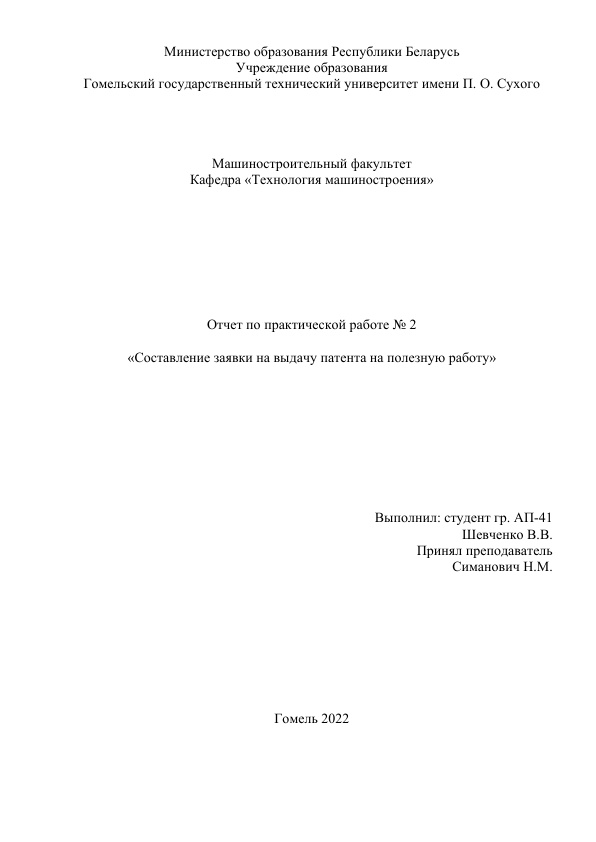 Министерство образования Республики Беларусь
Учреждение образования
Гомельский государственный технический университет имени П. О. Сухого
Машиностроительный факультет
Кафедра «Технология машиностроения»
Отчет по практической работе № 2
«Составление заявки на выдачу патента на полезную работу»
Выполнил: студент гр. АП-41
Шевченко В.В.
Принял преподаватель
Симанович Н.М.
Гомель 2022